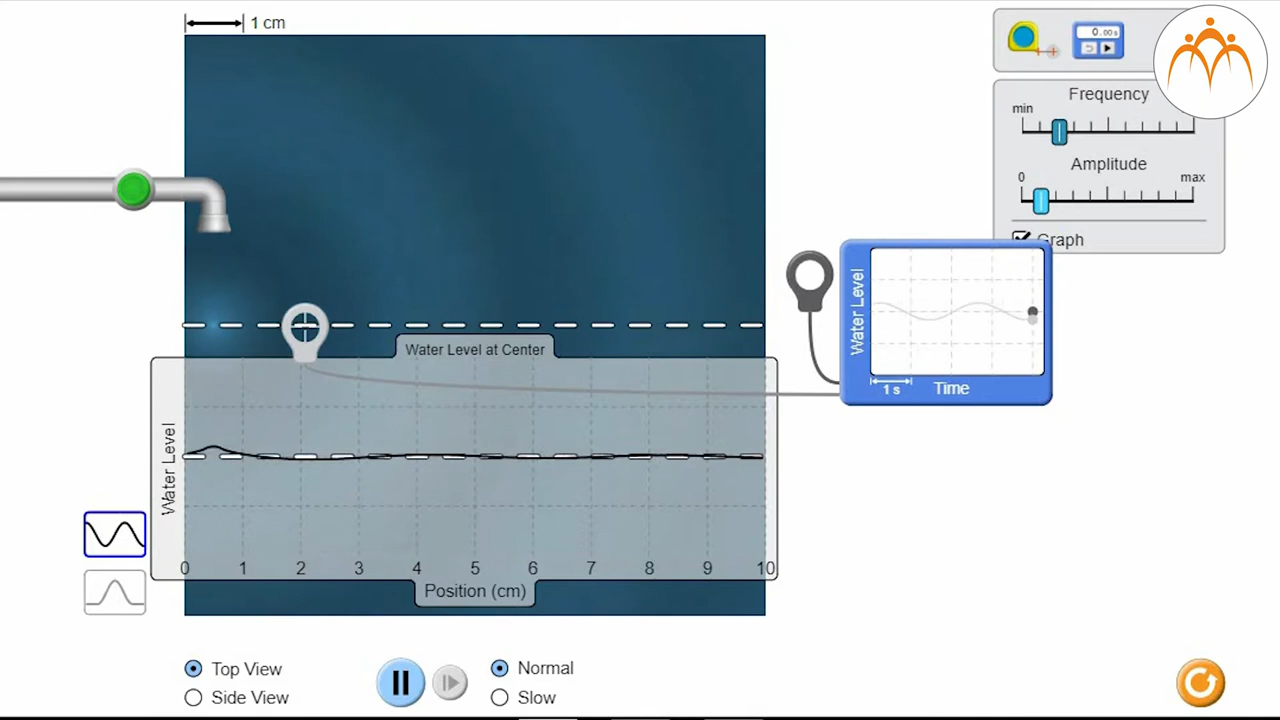 1 cm
0.00 s
Frequency
min
Amplitude
0 max
Graph
Water Level
1 s Time
Water Level at Center
Water Level
0 1 2 3 4 5 6 7 8 9 10
Position (cm)
Top View
Side View
Normal
Slow